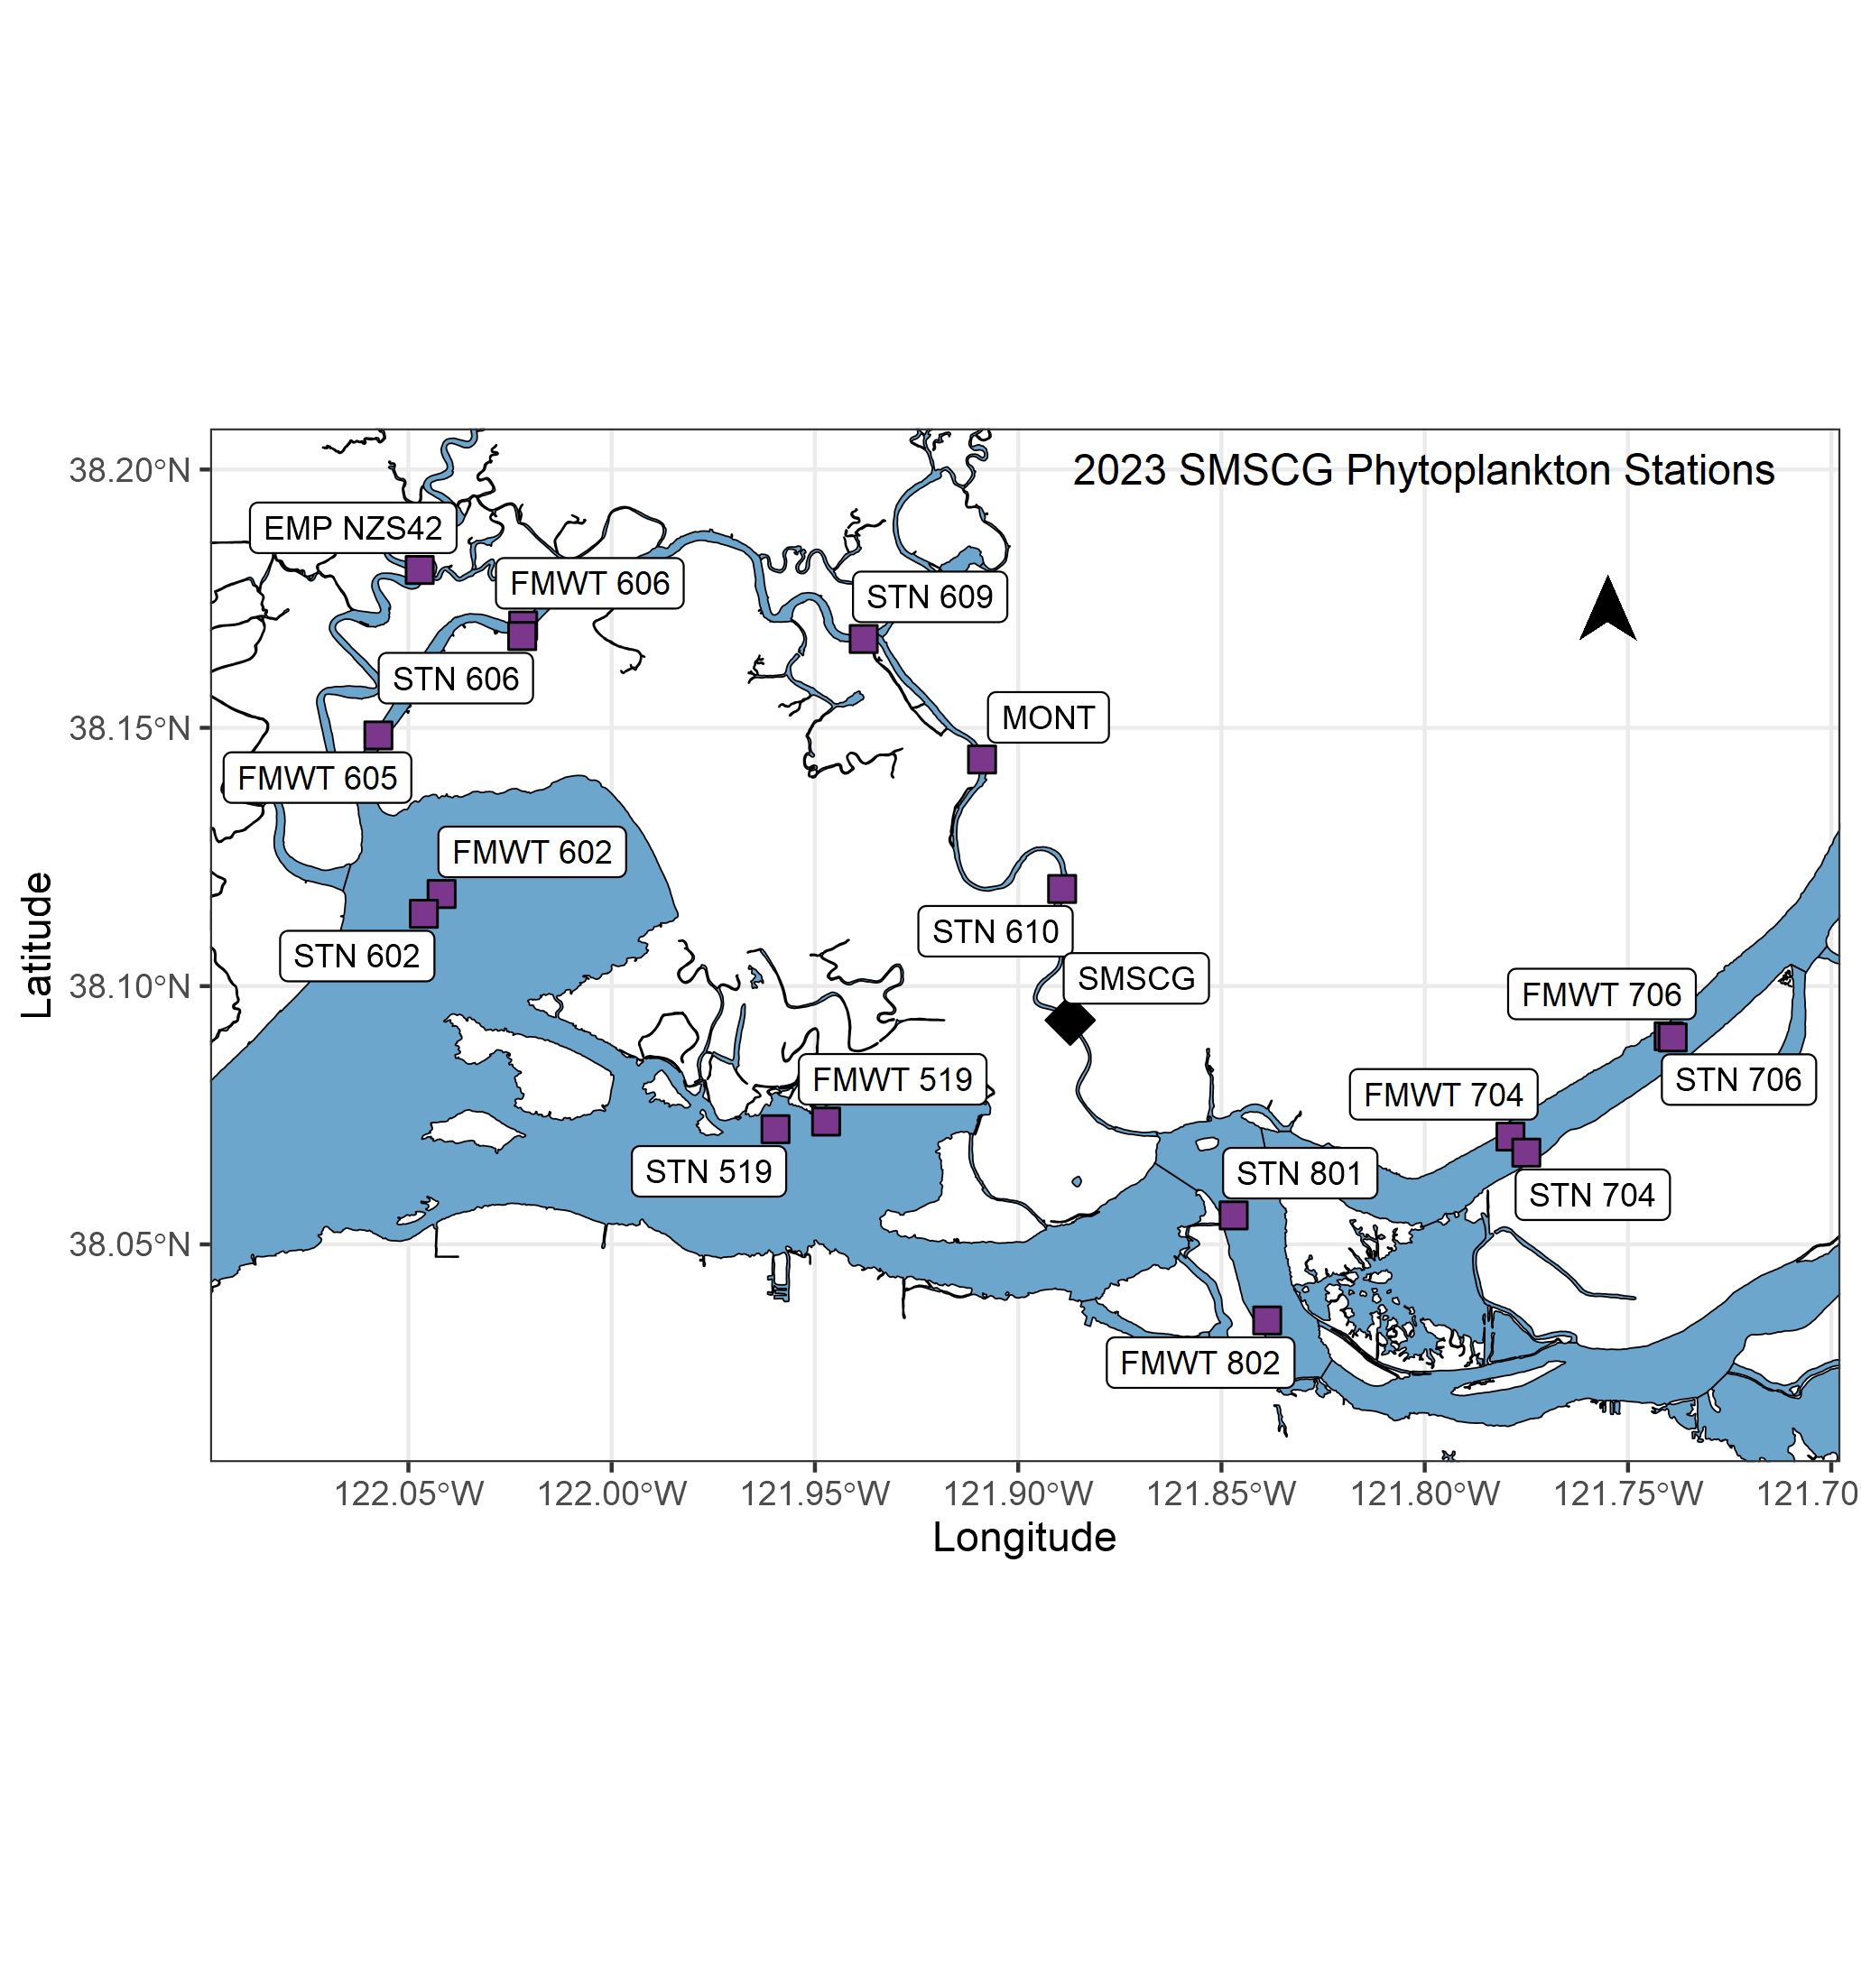 2023 SMSCG Phytoplankton Stations
38.20°N
EMP NZS42
FMWT 606
STN 609
STN 606
MONT
38.15°N
FMWT 605
FMWT 602
STN 610
STN 602
SMSCG
38.10°N
FMWT 706
FMWT 519
STN 706
FMWT 704
STN 519
STN 801
STN 704
38.05°N
FMWT 802
Latitude
122.05°W 122.00°W 121.95°W 121.90°W 121.85°W 121.80°W 121.75°W 121.70
Longitude